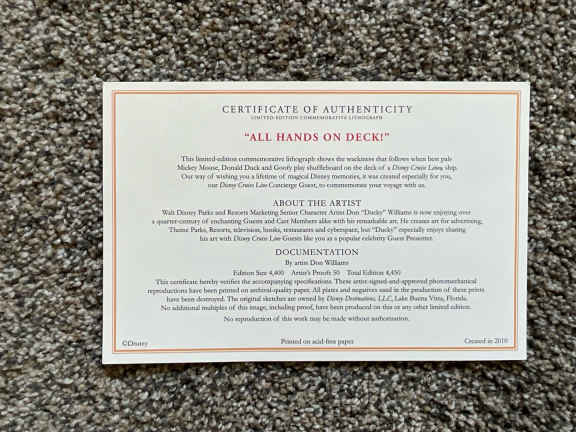 CERTIFICATE OF AUTHENTICITY
LIMITED EDITION COMMEMORATIVE LITHOGRAPH
"ALL HANDS ON DECK!"
This limited-edition commemorative lithograph shows the wackiness that follows when best pals
Mickey Mouse, Donald Duck and Goofy play shuffleboard on the deck of a Disney Cruise Line ship.
Our way of wishing you a lifetime of magical Disney memories, it was created especially for you,
our Disney Cruise Line Concierge Guest, to commemorate your voyage with us.
ABOUT THE ARTIST
Walt Disney Parks and Resorts Marketing Senior Character Artist Don "Ducky" Williams is now enjoying over
a quarter-century of enchanting Guests and Cast Members alike with his remarkable art. He creates art for advertising,
Theme Parks, Resorts, television, books, restaurants and cyberspace, but "Ducky" especially enjoys sharing
his art with Disney Cruise Line Guests like you as a popular celebrity Guest Presenter.
DOCUMENTATION
By artist Don Williams
Edition Size 4,400 Artist's Proofs 50 Total Edition 4,450
This certificate hereby verifies the accompanying specifications. These artist-signed-and-approved photomechanical
reproductions have been printed on archival-quality paper. All plates and negatives used in the production of these prints
have been destroyed. The original sketches are owned by Disney Destinations, LLC, Lake Buena Vista, Florida.
No additional multiples of this image, including proof, have been produced on this or any other limited edition.
No reproduction of this work may be made without authorization.
©Disney
Printed on acid-free paper
Created in 2010